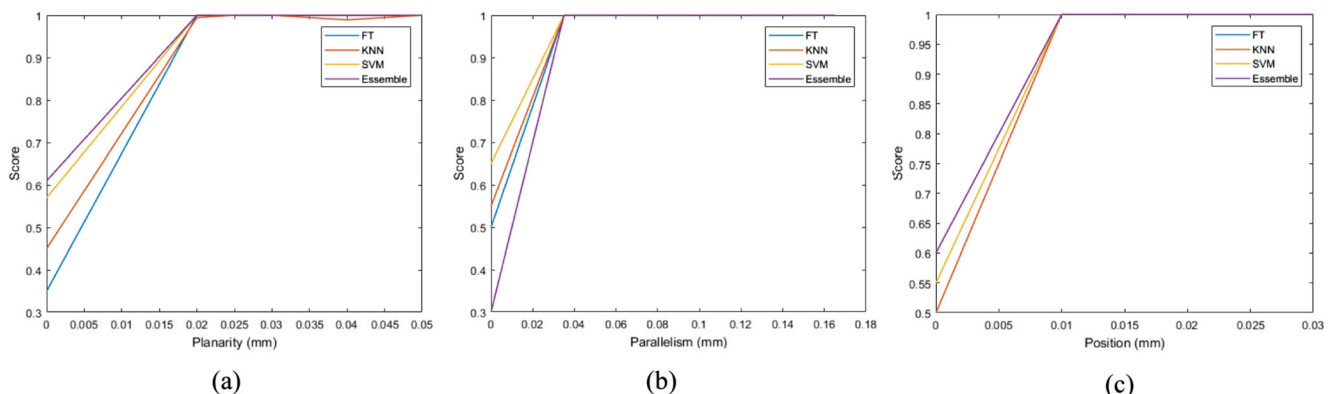 1
0.9
0.8
0.7
0.6
0.5
0.4
0.3
Score
0 0.005 0.01 0.015 0.02 0.025 0.03 0.035 0.04 0.045 0.05
Planarity (mm)
FT
KNN
SVM
Essemble
(a)
1
0.9
0.8
0.7
0.6
0.5
0.4
0.3
Score
0 0.02 0.04 0.06 0.08 0.1 0.12 0.14 0.16 0.18
Parallelism (mm)
FT
KNN
SVM
Essemble
(b)
1
0.95
0.9
0.85
0.8
0.75
0.7
0.65
0.6
0.55
0.5
Score
0 0.005 0.01 0.015 0.02 0.025 0.03
Position (mm)
FT
KNN
SVM
Essemble
(c)